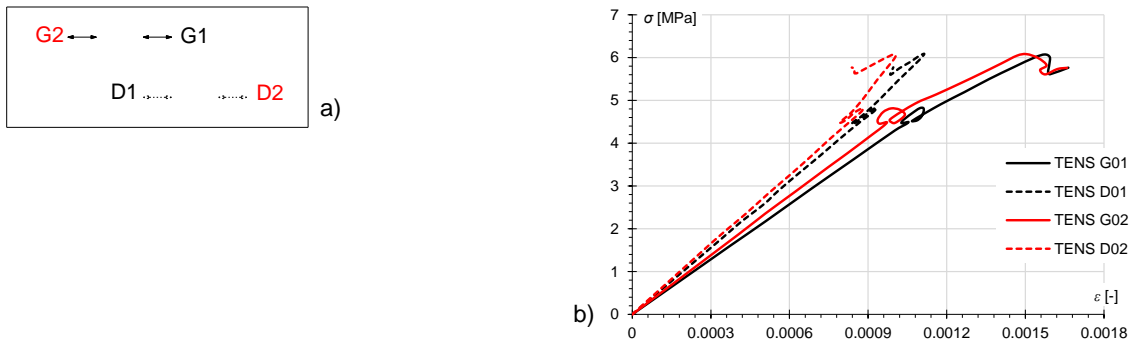 G2 G1
D1 D2
a)
7
σ [MPa]
6
5
4
3
2
1
0
TENS G01
TENS D01
TENS G02
TENS D02
ε [-]
b)
0 0.0003 0.0006 0.0009 0.0012 0.0015 0.0018